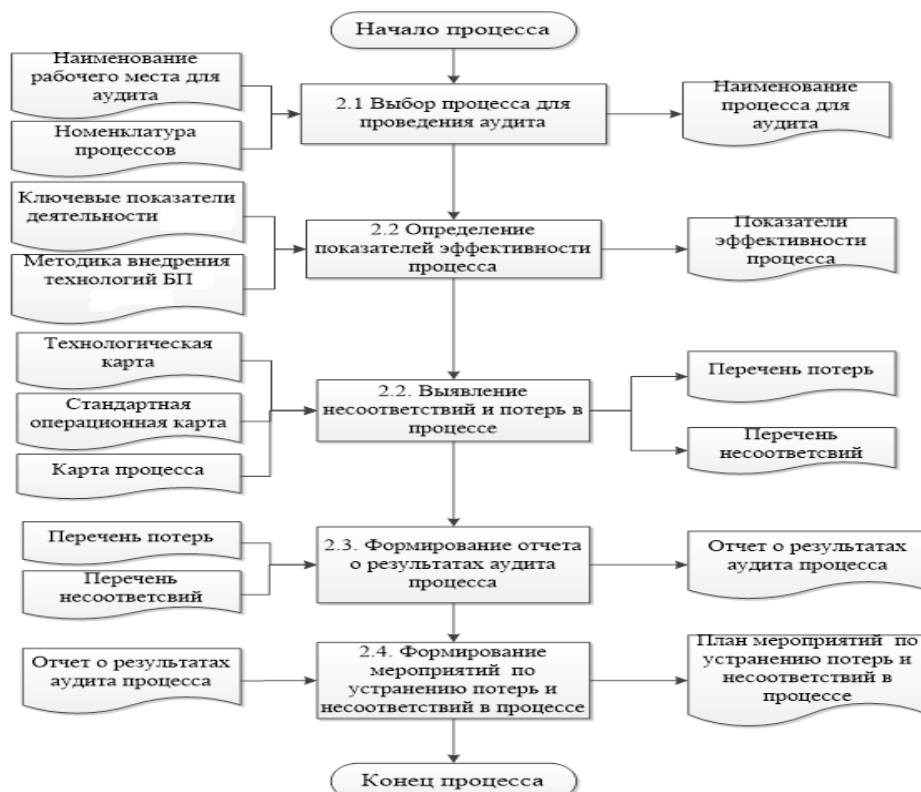 Начало процесса
Наименование
рабочего места для
аудита
Номенклатура
процессов
2.1 Выбор процесса для
проведения аудита
Наименование
процесса для
аудита
Ключевые показатели
деятельности
Методика внедрения
технологий БП
2.2 Определение
показателей эффективности
процесса
Показатели
эффективности
процесса
Технологическая
карта
Стандартная
операционная карта
Карта процесса
2.2. Выявление
несоответствий и потерь в
процессе
Перечень потерь
Перечень
несоответсвий
Перечень потерь
Перечень
несоответсвий
2.3. Формирование отчета
о результатах аудита
процесса
Отчет о результатах
аудита процесса
Отчет о результатах
аудита процесса
2.4. Формирование
мероприятий по
устранению потерь и
несоответствий в процессе
План мероприятий по
устранению потерь и
несоответствий в
процессе
Конец процесса